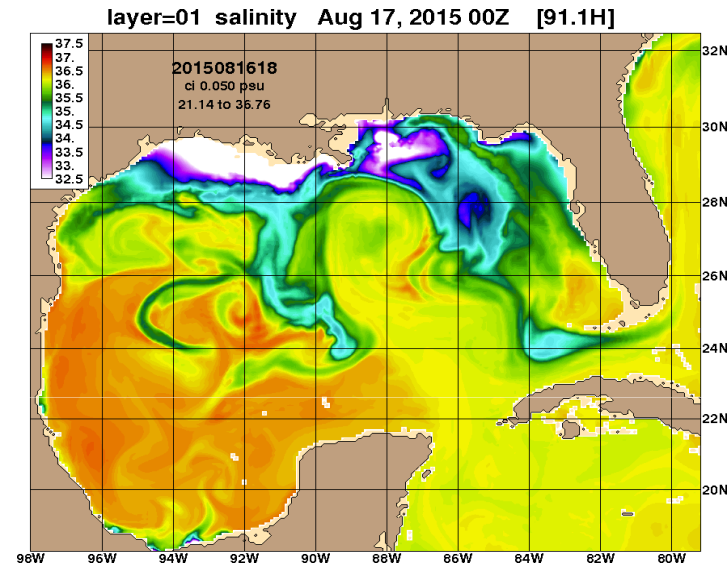 layer=01 salinity Aug 17, 2015 00Z [91.1H]
37.5
37.
36.5
36.
35.5
35.
34.5
34.
33.5
33.
32.5
2015081618
ci 0.050 psu
21.14 to 36.76
32N
30N
28N
26N
24N
22N
20N
98W 96W 94W 92W 90W 88W 86W 84W 82W 80W